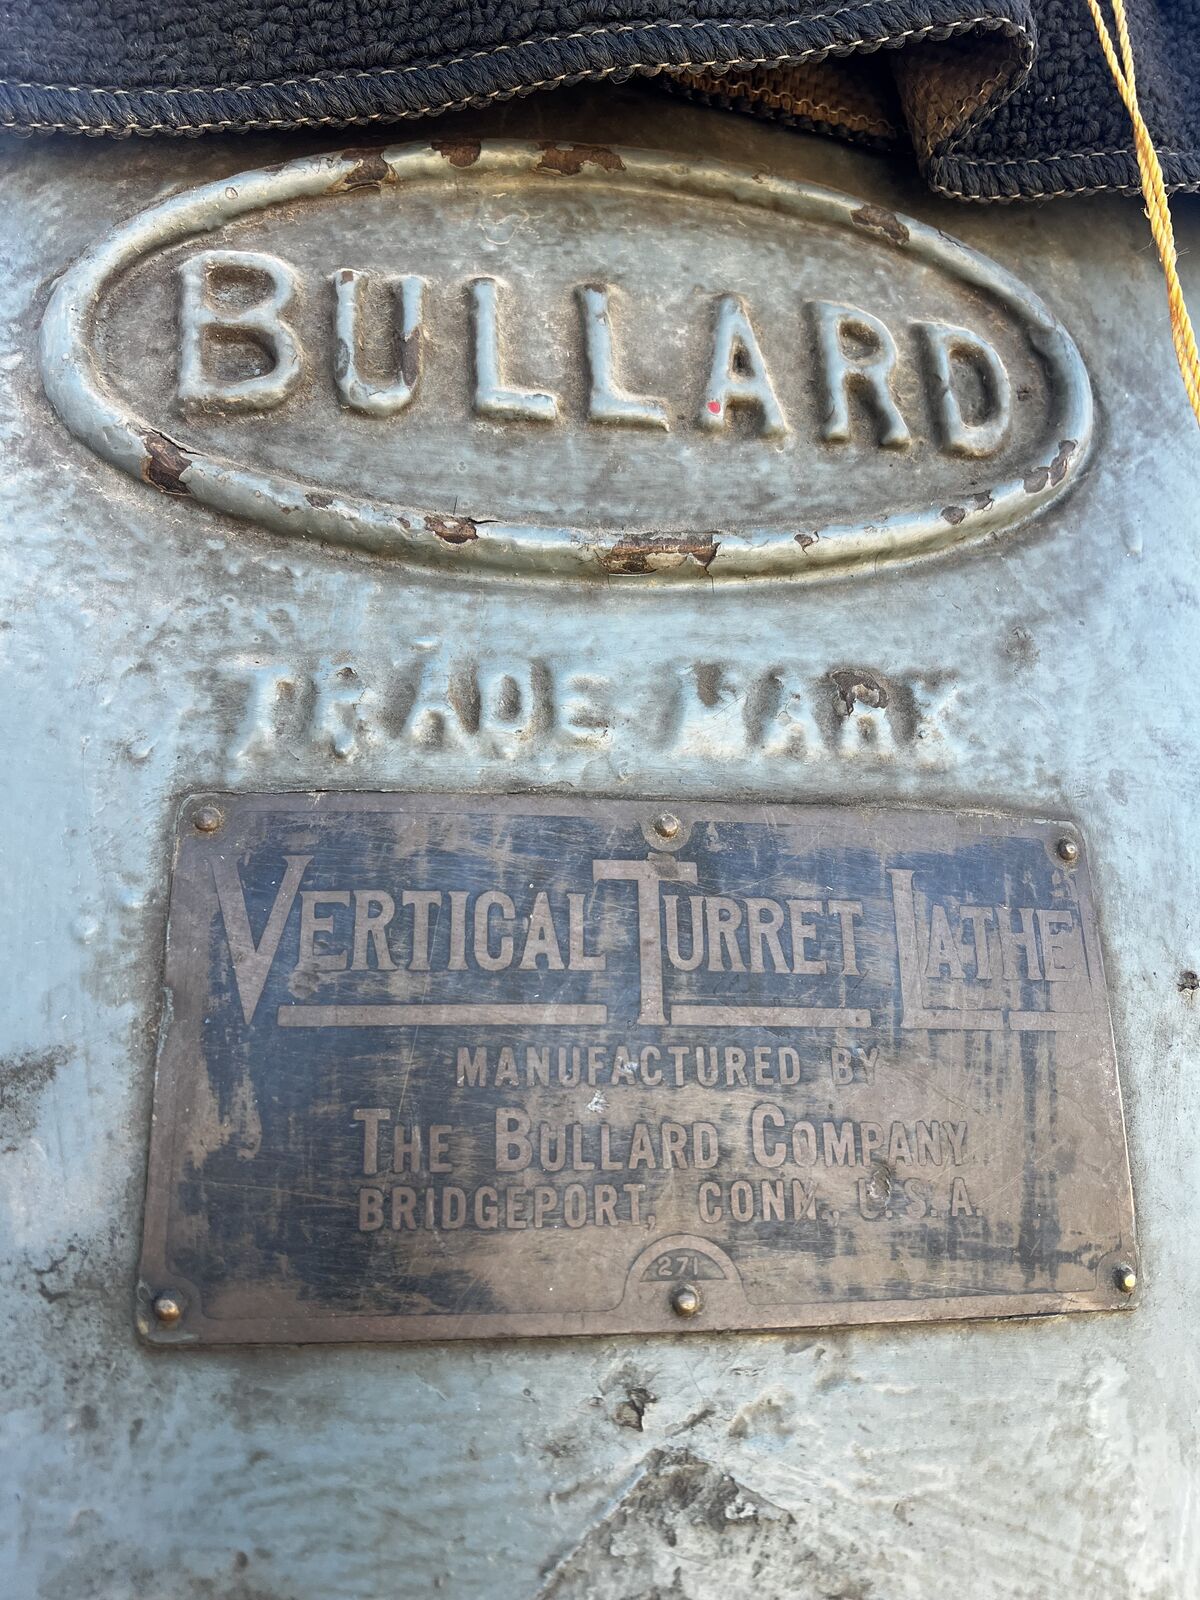 BULLARD
TRADE MARK
VERTICAL TURRET LATHE
MANUFACTURED BY
THE BULLARD COMPANY
BRIDGEPORT, CONN., U.S.A.
271